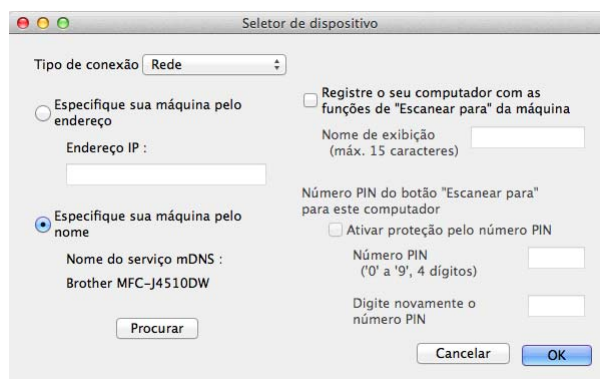 Seletor de dispositivo
Tipo de conexão Rede
Especifique sua máquina pelo
endereço
Endereço IP :
Especifique sua máquina pelo
nome
Nome do serviço mDNS :
Brother MFC-J4510DW
Procurar
Registre o seu computador com as
funções de "Escanear para" da máquina
Nome de exibição
(máx. 15 caracteres)
Número PIN do botão "Escanear para"
para este computador
Ativar proteção pelo número PIN
Número PIN
('0' a '9', 4 dígitos)
Digite novamente o
número PIN
Cancelar OK